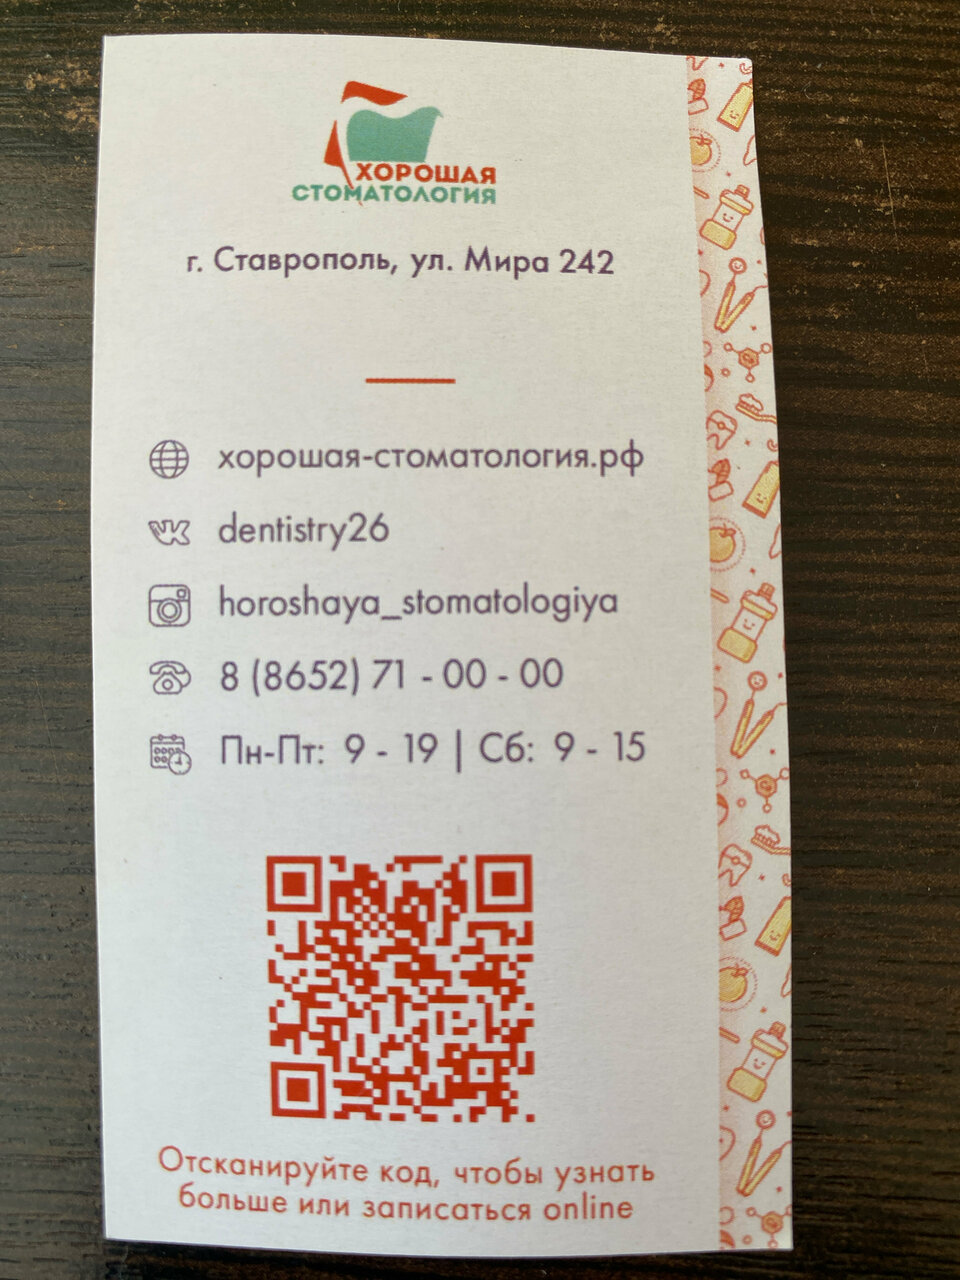 ХОРОШАЯ
СТОМАТОЛОГИЯ
г. Ставрополь, ул. Мира 242
хорошая-стоматология.рф
dentistry26
horoshaya_stomatologiya
8 (8652) 71 - 00 - 00
Пн-Пт: 9 - 19 | Сб: 9 - 15
Отсканируйте код, чтобы узнать
больше или записаться online